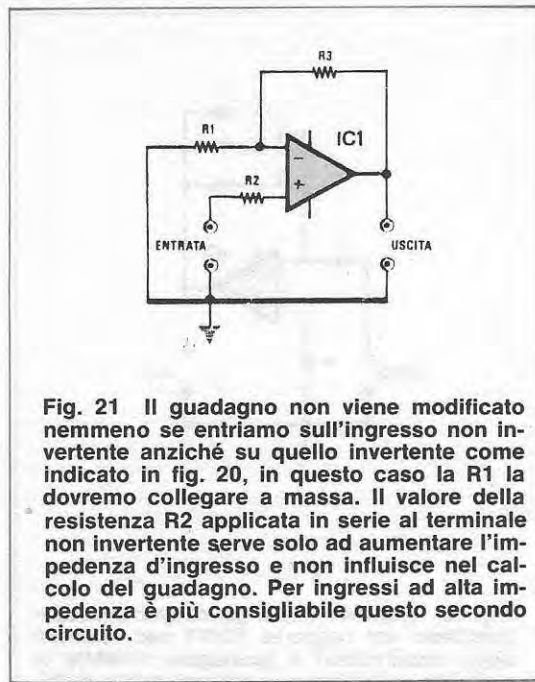 R3
R1
IC1
R2
ENTRATA
USCITA
Fig. 21 Il guadagno non viene modificato
nemmeno se entriamo sull'ingresso non in-
vertente anziché su quello invertente come
indicato in fig. 20, in questo caso la R1 la
dovremo collegare a massa. Il valore della
resistenza R2 applicata in serie al terminale
non invertente serve solo ad aumentare l'im-
pedenza d'ingresso e non influisce nel cal-
colo del guadagno. Per ingressi ad alta im-
pedenza è più consigliabile questo secondo
circuito.